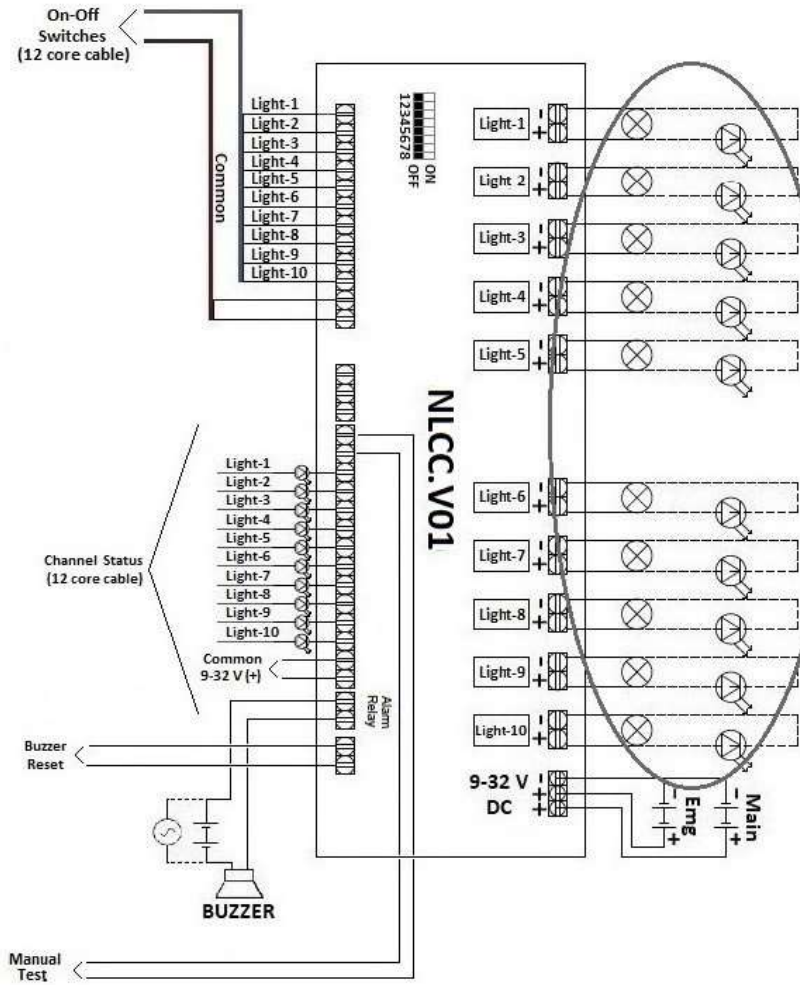 On-Off
Switches
(12 core cable)
Common
Light-1
Light-2
Light-3
Light-4
Light-5
Light-6
Light-7
Light-8
Light-9
Light-10
12345678
ON
OFF
NLCC.V01
Light-1
-
+
Light 2
-
+
Light-3
-
+
Light-4
-
+
Light-5
-
+
Light-6
-
+
Light-7
-
+
Light-8
-
+
Light-9
-
+
Light-10
-
+
9-32 V
DC
-
+
+
Emg
-
+
Main
-
+
Channel Status
(12 core cable)
Light-1
Light-2
Light-3
Light-4
Light-5
Light-6
Light-7
Light-8
Light-9
Light-10
Common
9-32 V (+)
Alarm
Relay
Buzzer
Reset
BUZZER
Manual
Test